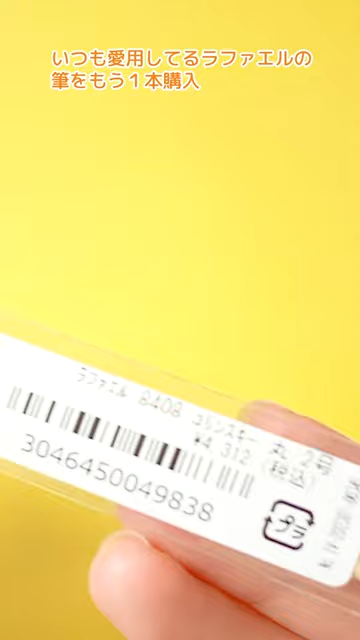 いつも愛用してるラファエルの
筆をもう１本購入
ラファエル 8408 コリンスキー 丸
¥4,312 (税込)
3046450049838
プラ